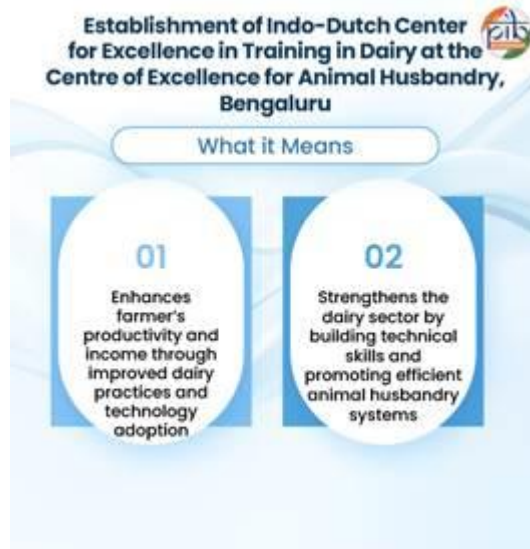 Establishment of Indo-Dutch Center
for Excellence in Training in Dairy at the
Centre of Excellence for Animal Husbandry,
Bengaluru
pib
What it Means
01
Enhances
farmer's
productivity and
income through
improved dairy
practices and
technology
adoption
02
Strengthens the
dairy sector by
building technical
skills and
promoting efficient
animal husbandry
systems